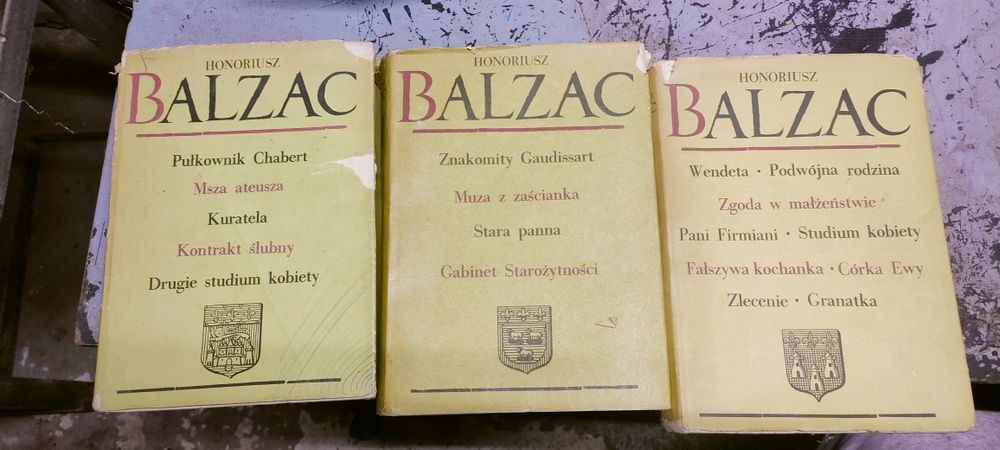 HONORIUSZ
BALZAC
Pułkownik Chabert
Msza ateusza
Kuratela
Kontrakt ślubny
Drugie studium kobiety
HONORIUSZ
BALZAC
Znakomity Gaudissart
Muza z zaścianka
Stara panna
Gabinet Starożytności
HONORIUSZ
BALZAC
Wendeta · Podwójna rodzina
Zgoda w małżeństwie
Pani Firmiani · Studium kobiety
Fałszywa kochanka · Córka Ewy
Zlecenie · Granatka